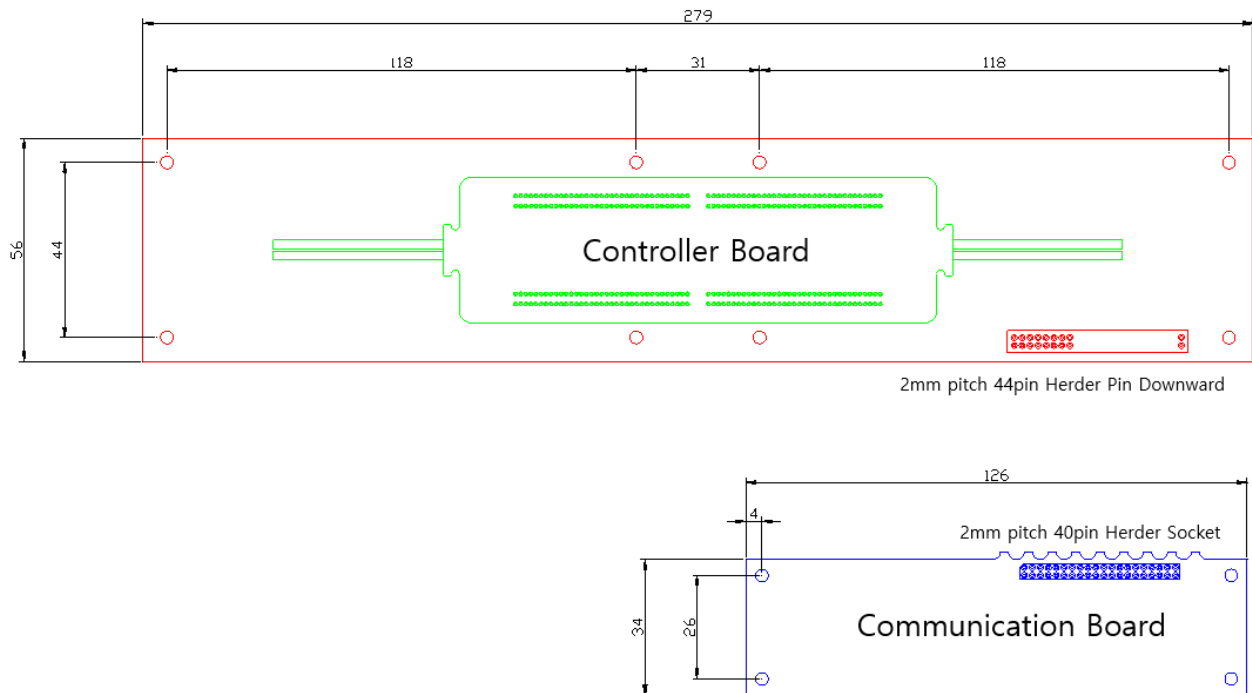 279
118 31 118
56
44
Controller Board
2mm pitch 44pin Herder Pin Downward
126
4
2mm pitch 40pin Herder Socket
34
26
Communication Board